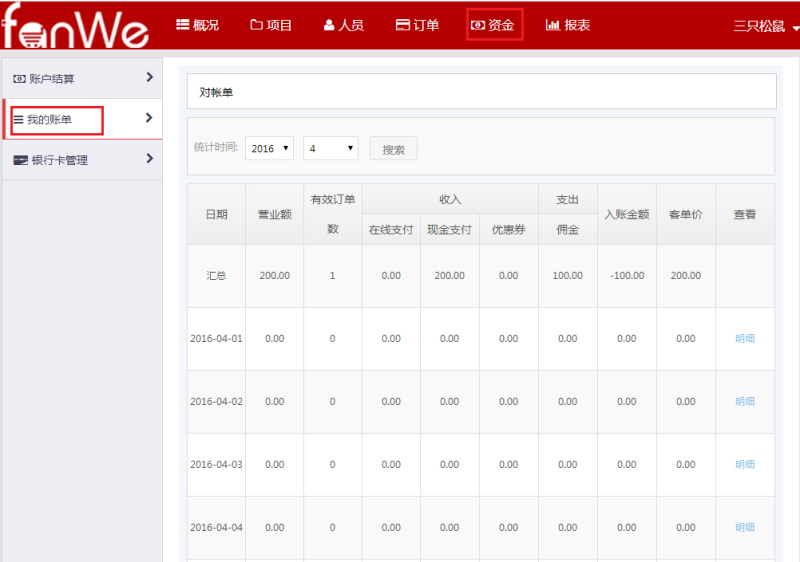 fanWe 概况 项目 人员 订单 资金 报表 三只松鼠
账户结算
我的账单
银行卡管理
对帐单
统计时间: 2016 4 搜索
日期 营业额 有效订单数 收入 支出 入账金额 客单价 查看
在线支付 现金支付 优惠券 佣金
汇总 200.00 1 0.00 200.00 0.00 100.00 -100.00 200.00
2016-04-01 0.00 0 0.00 0.00 0.00 0.00 0.00 0.00 明细
2016-04-02 0.00 0 0.00 0.00 0.00 0.00 0.00 0.00 明细
2016-04-03 0.00 0 0.00 0.00 0.00 0.00 0.00 0.00 明细
2016-04-04 0.00 0 0.00 0.00 0.00 0.00 0.00 0.00 明细